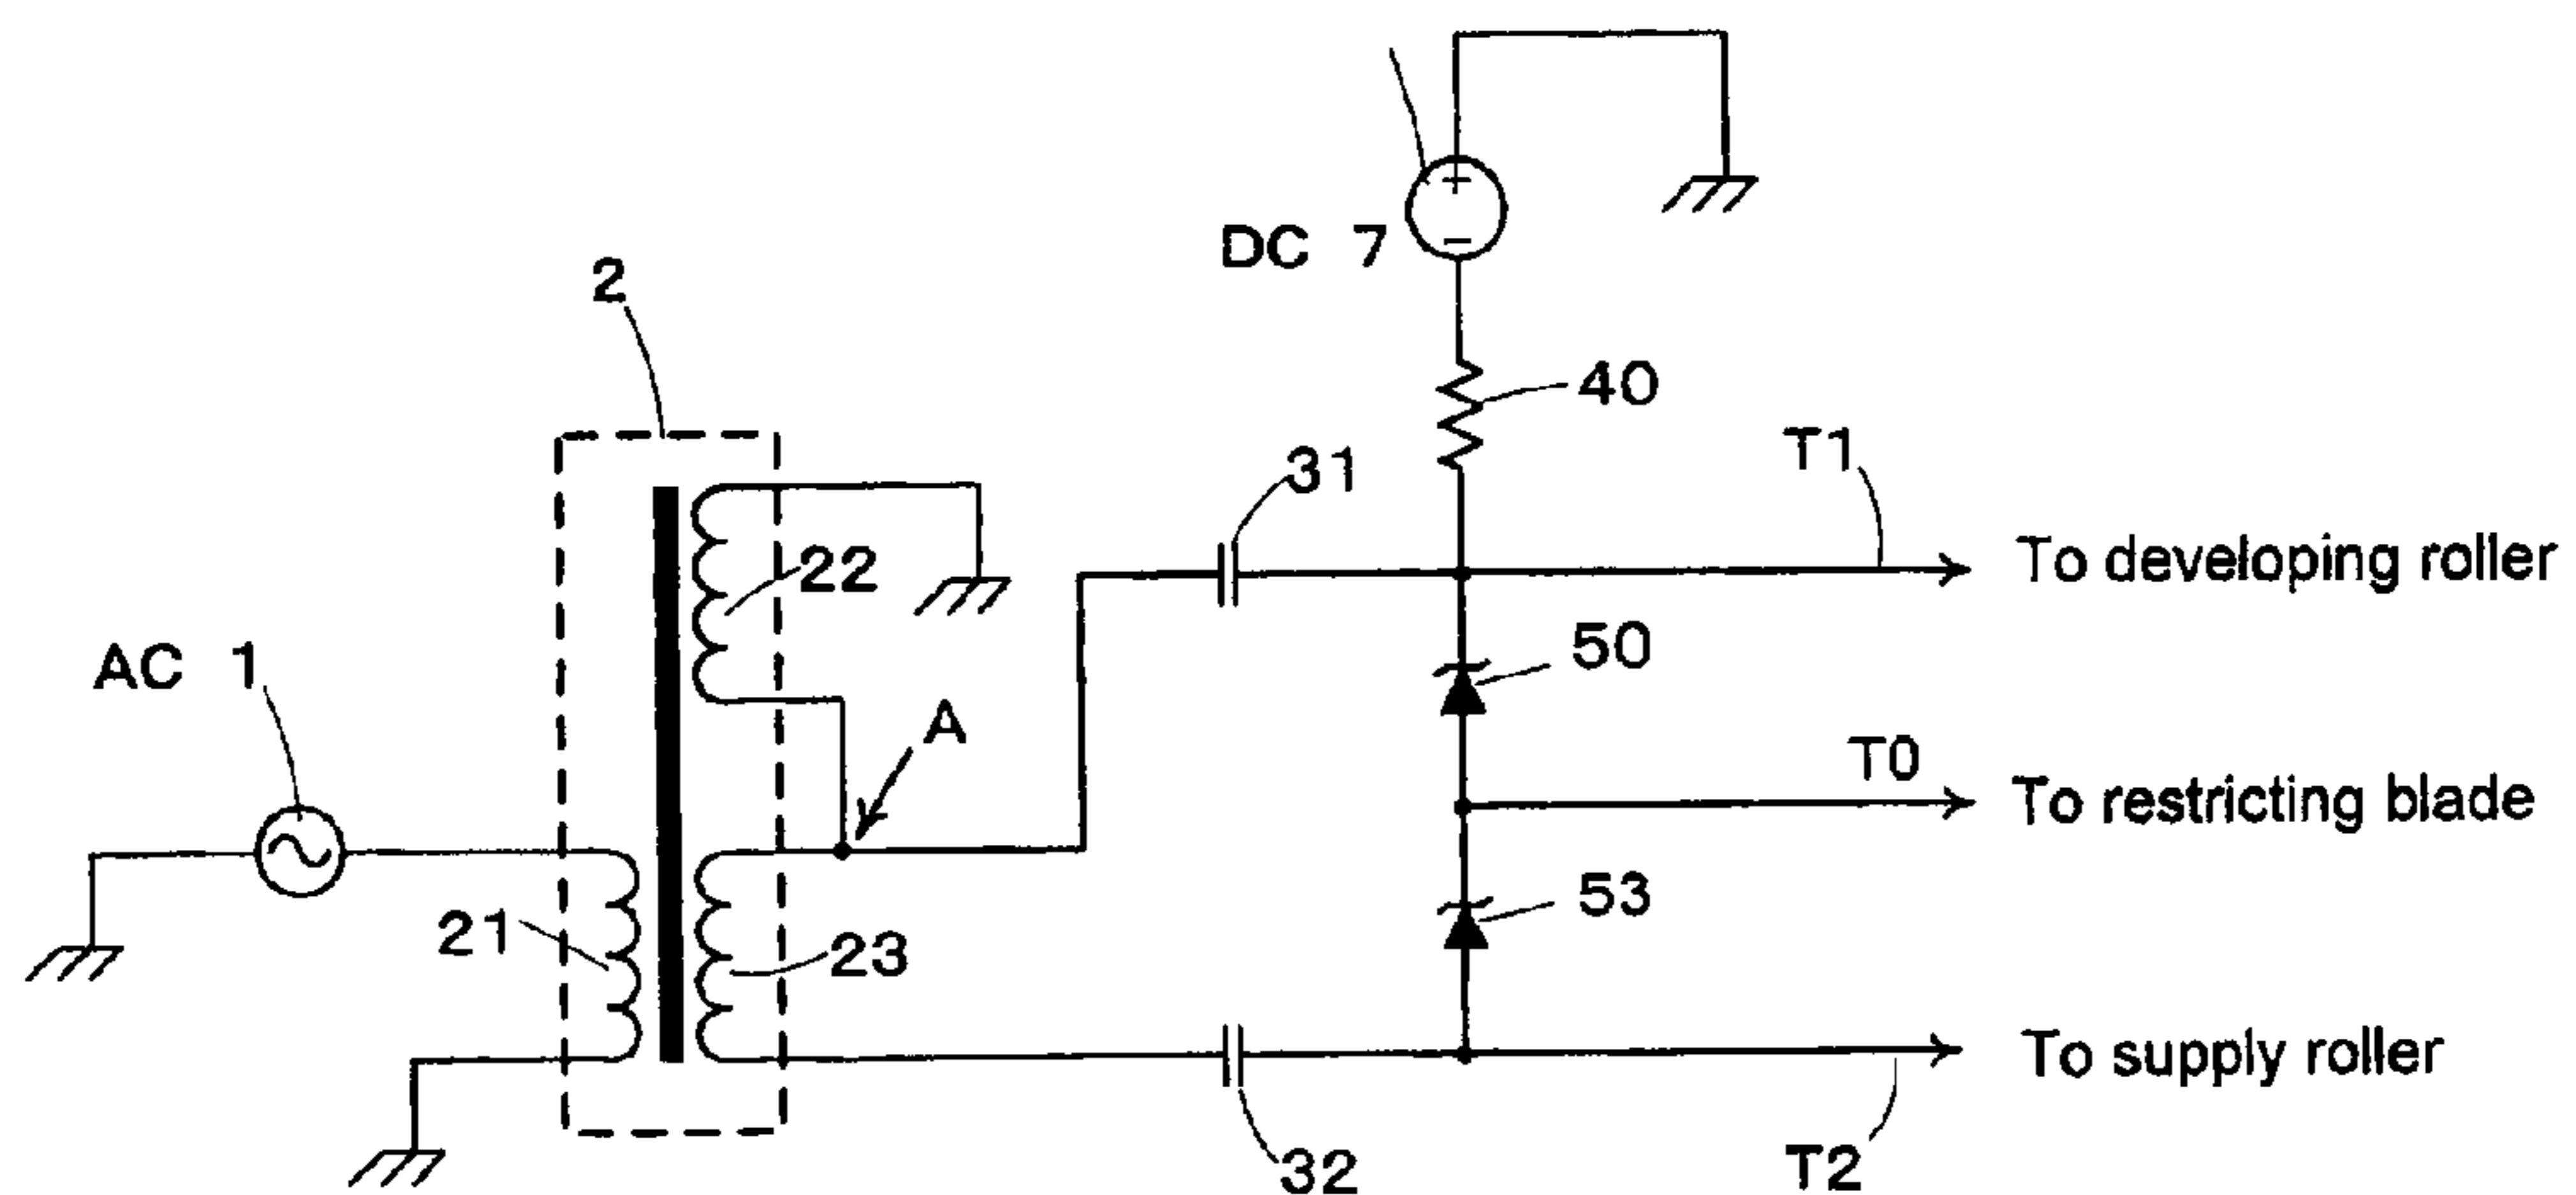 DC 7
2
40
31
T1
To developing roller
22
50
AC 1
A
T0
To restricting blade
21
23
53
To supply roller
32
T2